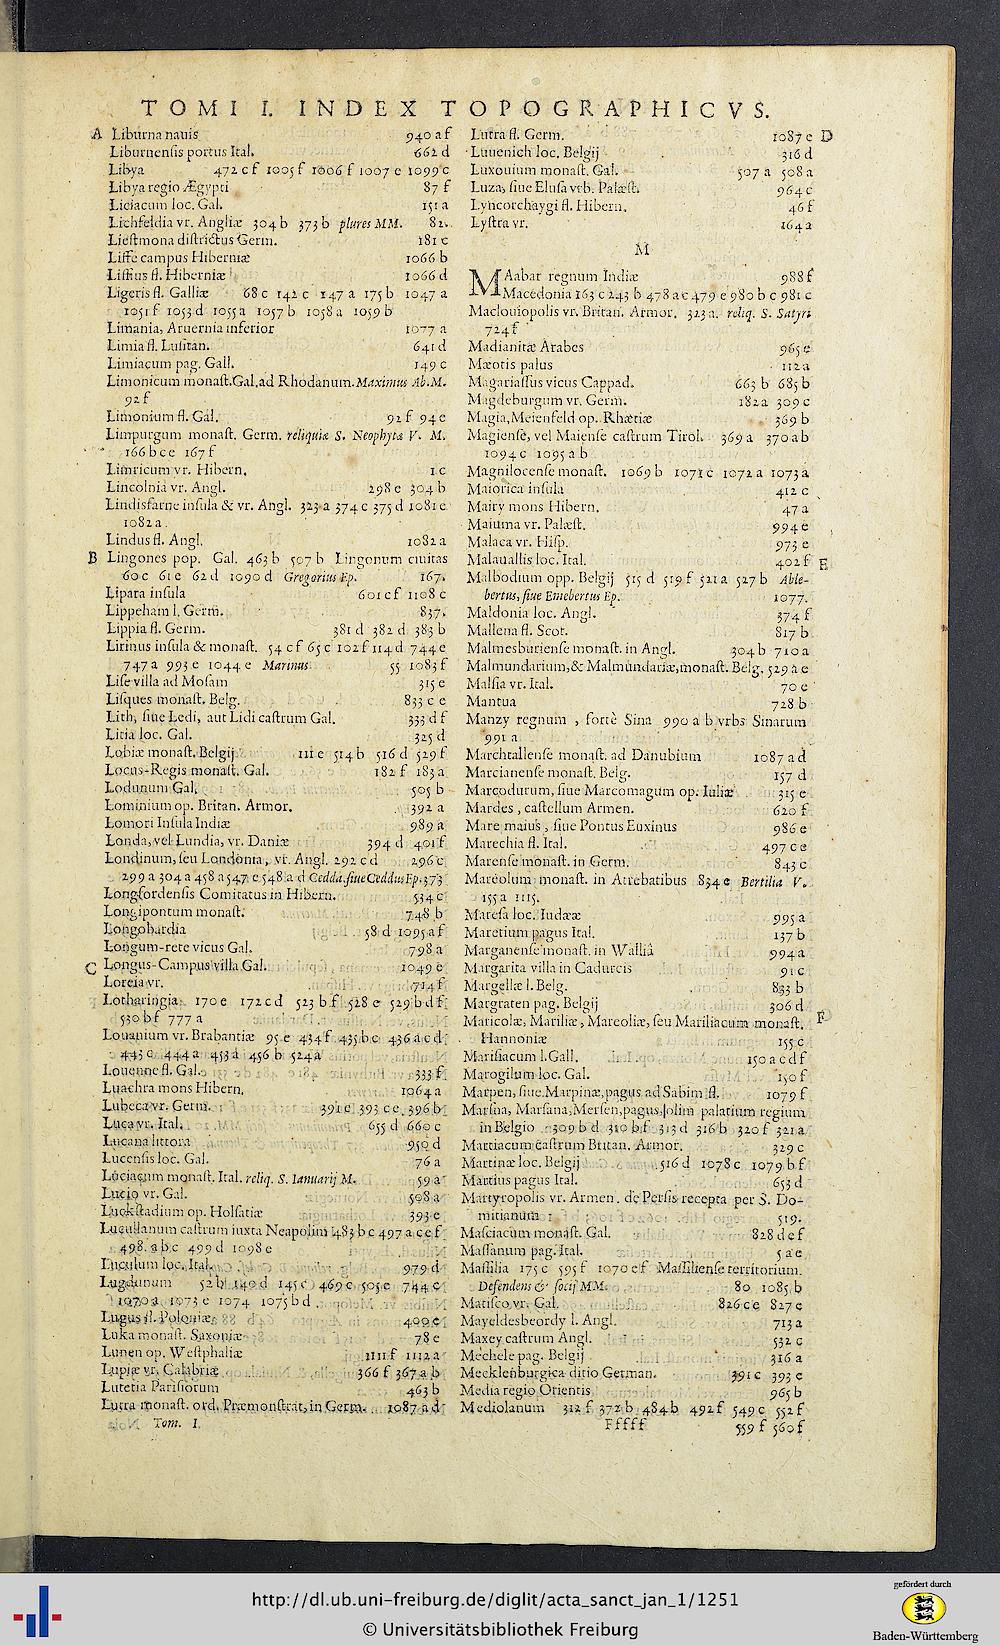 TOMI I. INDEX TOPOGRAPHICVS.
A Liburna nauis 940 a f
Liburnenſis portus Ital. 662 d
Libya 472 c f 1005 f 1006 f 1007 e 1099 c
Libya regio Ægypti 87 f
Liciacum loc. Gal. 151 a
Lichfeldia vr. Angliæ 304 b 373 b plures MM. 82.
Lieſtmona diſtrictus Germ. 181 c
Liffe campus Hiberniæ 1066 b
Liffius fl. Hiberniæ 1066 d
Ligeris fl. Galliæ 68 c 142 c 147 a 175 b 1047 a
1051 f 1053 d 1055 a 1057 b 1058 a 1059 b
Limania, Aruernia inferior 1077 a
Limia fl. Luſitan. 641 d
Limiacum pag. Gall. 149 c
Limonicum monaſt. Gal. ad Rhodanum. Maximus Ab. M.
92 f
Limonium fl. Gal. 92 f 94 e
Limpurgum monaſt. Germ. reliquiæ S. Neophytæ V. M.
166 b c e 167 f
Limricum vr. Hibern. 1 c
Lincolnia vr. Angl. 298 e 304 b
Lindisfarne inſula & vr. Angl. 323 a 374 c 375 d 1081 e
1082 a.
Lindus fl. Angl. 1082 a
B Lingones pop. Gal. 463 b 507 b Lingonum ciuitas
60 c 61 e 62 d 1090 d Gregorius Ep. 167.
Lipara inſula 601 c f 1108 c
Lippeham l. Germ. 837.
Lippia fl. Germ. 381 d 382 d 383 b
Lirinus inſula & monaſt. 54 c f 65 c 102 f 114 d 744 e
747 a 993 e 1044 e Marinus 55 1083 f
Liſe villa ad Moſam 315 e
Liſques monaſt. Belg. 833 c e
Lith, ſiue Ledi, aut Lidi caſtrum Gal. 333 d f
Litia loc. Gal. 325 d
Lobiæ monaſt. Belgij 111 e 514 b 516 d 529 f
Locus-Regis monaſt. Gal. 182 f 183 a
Lodunum Gal. 505 b
Lominium op. Britan. Armor. 392 a
Lomori Inſula Indiæ 989 a
Londa, vel Lundia, vr. Daniæ 394 d 401 f
Londinum, ſeu Londonia, vr. Angl. 292 c d 296 c
299 a 304 a 458 a 547 e 548 a d Cedda, ſiue Ceddus Ep. 373
Longfordenſis Comitatus in Hibern. 534 c
Longipontum monaſt. 748 b
Longobardia 58 d 1095 a f
Longum-rete vicus Gal. 798 a
C Longus-Campus villa Gal. 1049 e
Loreia vr. 714 f
Lotharingia 170 e 172 c d 523 b f 528 e 529 b d f
530 b f 777 a
Louanium vr. Brabantiæ 95 e 434 f 435 b e 436 a c d
443 c 444 a 453 d 456 b 524 a
Louenne fl. Gal. 333 f
Luachra mons Hibern. 1064 a
Lubeca vr. Germ. 391 e 393 c e 396 b
Luca vr. Ital. 655 d 660 c
Lucana littora 950 d
Lucenſis loc. Gal. 76 a
Luciacum monaſt. Ital. reliq. S. Ianuarij M. 59 a
Lucio vr. Gal. 508 a
Luckſtadium op. Holſatiæ 393 e
Lucullanum caſtrum iuxta Neapolim 483 b c 497 a c e f
498. a b c 499 d 1098 e
Luculum loc. Ital. 979 d
Lugdunum 52 b 140 d 145 c 469 c 505 e 744 c
1070 a 1073 e 1074 1075 b d
Lugus fl. Poloniæ 400 e
Luka monaſt. Saxoniæ 78 e
Lunen op. Weſtphaliæ 1111 f 1112 a
Lupiæ vr. Calabriæ 366 f 367 a b
Lutetia Pariſiorum 463 b
Lutra monaſt. ord. Præmonſtrat, in Germ. 1087 a d
Tom. I.
Lutra fl. Germ. 1087 e D
Luuenich loc. Belgij 316 d
Luxouium monaſt. Gal. 507 a 508 a
Luza, ſiue Eluſa vrb. Palæſt. 964 c
Lyncorchaygi fl. Hibern. 46 f
Lyſtra vr. 164 a
M
MAabar regnum Indiæ 988 f
Macedonia 163 c 243 b 478 a c 479 e 980 b c 981 c
Maclouiopolis vr. Britan. Armor. 323 a. reliq. S. Satyri
724 f
Madianitæ Arabes 965 e
Mæotis palus 112 a
Magariaſſus vicus Cappad. 663 b 685 b
Magdeburgum vr. Germ. 182 a 309 c
Magia, Meienfeld op. Rhætiæ 369 b
Magienſe, vel Maienſe caſtrum Tirol. 369 a 370 a b
1094 c 1095 a b
Magnilocenſe monaſt. 1069 b 1071 c 1072 a 1073 a
Maiorica inſula 412 c
Mairy mons Hibern. 47 a
Maiuma vr. Palæſt. 994 e
Malaca vr. Hiſp. 973 e
Malauallis loc. Ital. 402 f E
Malbodium opp. Belgij 515 d 519 f 521 a 527 b Able-
bertus, ſiue Emebertus Ep. 1077.
Maldonia loc. Angl. 374 f
Mallena fl. Scot. 817 b
Malmesburienſe monaſt. in Angl. 304 b 710 a
Malmundarium, & Malmundariæ, monaſt. Belg. 529 a e
Malſia vr. Ital. 70 e
Mantua 728 b
Manzy regnum, fortè Sina 990 a b vrbs Sinarum
991 a
Marchtallenſe monaſt. ad Danubium 1087 a d
Marcianenſe monaſt. Belg. 157 d
Marcodurum, ſiue Marcomagum op. Iuliæ 315 e
Mardes, caſtellum Armen. 620 f
Mare maius, ſiue Pontus Euxinus 986 e
Marechia fl. Ital. 497 c e
Marenſe monaſt. in Germ. 843 c
Mareolum monaſt. in Atrebatibus 834 e Bertilia V.
155 a 1115.
Mareſa loc. Iudææ 995 a
Maretium pagus Ital. 137 b
Marganenſe monaſt. in Walliâ 994 a
Margarita villa in Cadurcis 91 c
Margellæ l. Belg. 833 b
Margraten pag. Belgij 306 d
Maricolæ, Mariliæ, Mareoliæ, ſeu Mariliacum monaſt. F
Hannoniæ 155 c
Mariſiacum l. Gall. 150 a c d f
Marogilum loc. Gal. 150 f
Marpen, ſiue Marpinæ, pagus ad Sabim fl. 1079 f
Marſna, Marſana, Merſen, pagus, olim palatium regium
in Belgio 309 b d 310 b f 313 d 316 b 320 f 321 a
Martiacum caſtrum Britan. Armor. 329 c
Martinæ loc. Belgij 516 d 1078 c 1079 b f
Martius pagus Ital. 653 d
Martyropolis vr. Armen. de Perſis recepta per S. Do-
mitianum 519.
Maſciacum monaſt. Gal. 828 d e f
Maſſanum pag. Ital. 5 a e
Maſſilia 175 c 595 f 1070 e f Maſſilienſe territorium.
Defendens & ſocij MM. 80 1085 b
Matiſco vr. Gal. 826 c e 827 e
Mayeldesbeordy l. Angl. 713 a
Maxey caſtrum Angl. 532 c
Mechele pag. Belgij 316 a
Mecklenburgica ditio German. 391 c 393 e
Media regio Orientis 965 b
Mediolanum 312 f 372 b 484 b 492 f 549 c 552 f
Fffff 559 f 560 f
http://dl.ub.uni-freiburg.de/diglit/acta_sanct_jan_1/1251
© Universitätsbibliothek Freiburg
gefördert durch
Baden-Württemberg